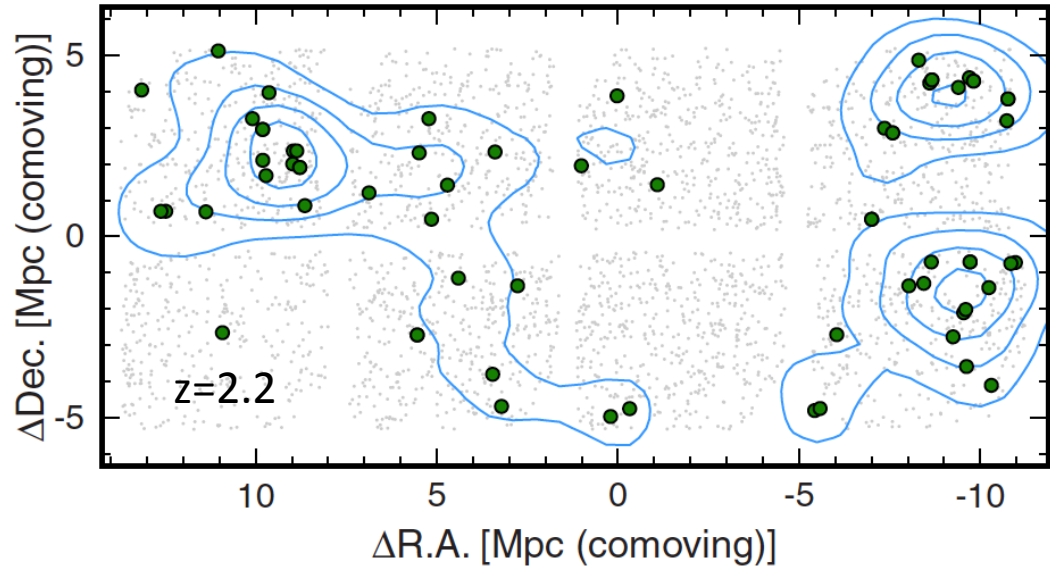 ΔDec. [Mpc (comoving)]
5
0
-5
z=2.2
10
5
0
-5
-10
ΔR.A. [Mpc (comoving)]